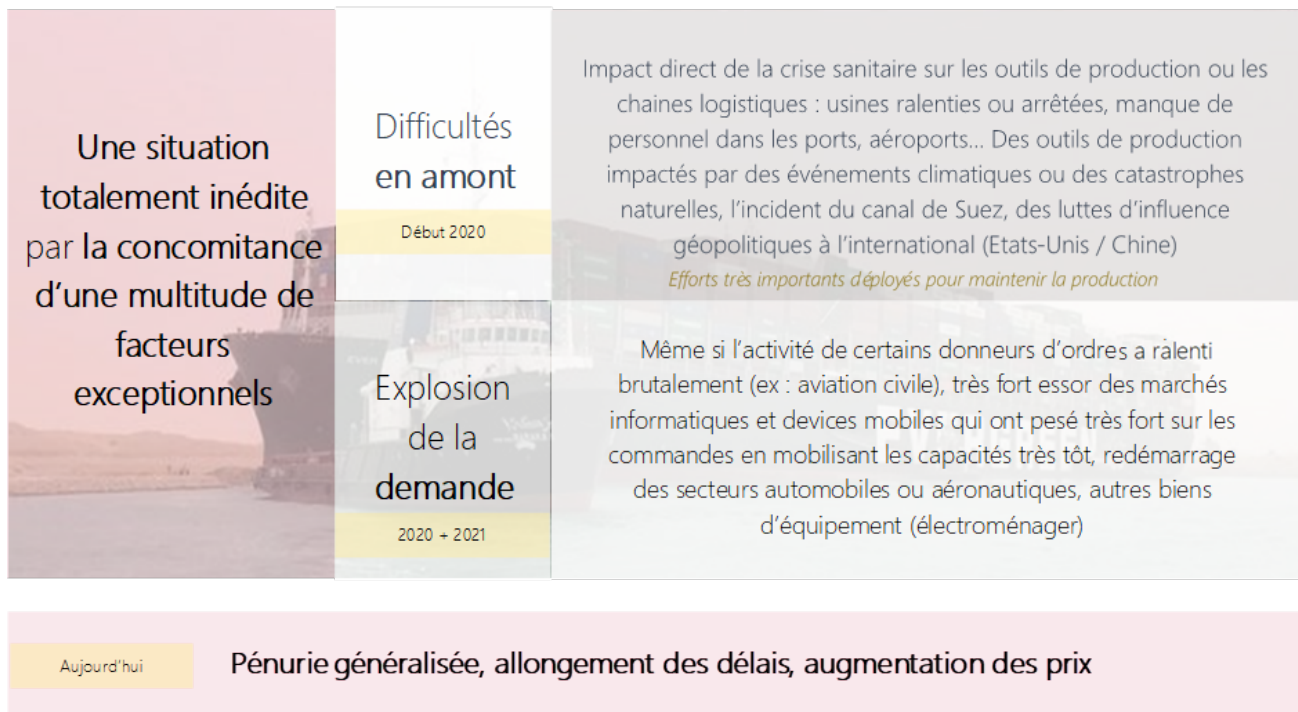 Une situation
totalement inédite
par la concomitance
d'une multitude de
facteurs
exceptionnels
Difficultés
en amont
Début 2020
Impact direct de la crise sanitaire sur les outils de production ou les
chaines logistiques : usines ralenties ou arrêtées, manque de
personnel dans les ports, aéroports... Des outils de production
impactés par des événements climatiques ou des catastrophes
naturelles, l'incident du canal de Suez, des luttes d'influence
géopolitiques à l'international (Etats-Unis / Chine)
Efforts très importants déployés pour maintenir la production
Explosion
de la
demande
2020 + 2021
Même si l'activité de certains donneurs d'ordres a ralenti
brutalement (ex : aviation civile), très fort essor des marchés
informatiques et devices mobiles qui ont pesé très fort sur les
commandes en mobilisant les capacités très tôt, redémarrage
des secteurs automobiles ou aéronautiques, autres biens
d'équipement (électroménager)
Aujourd'hui
Pénurie généralisée, allongement des délais, augmentation des prix